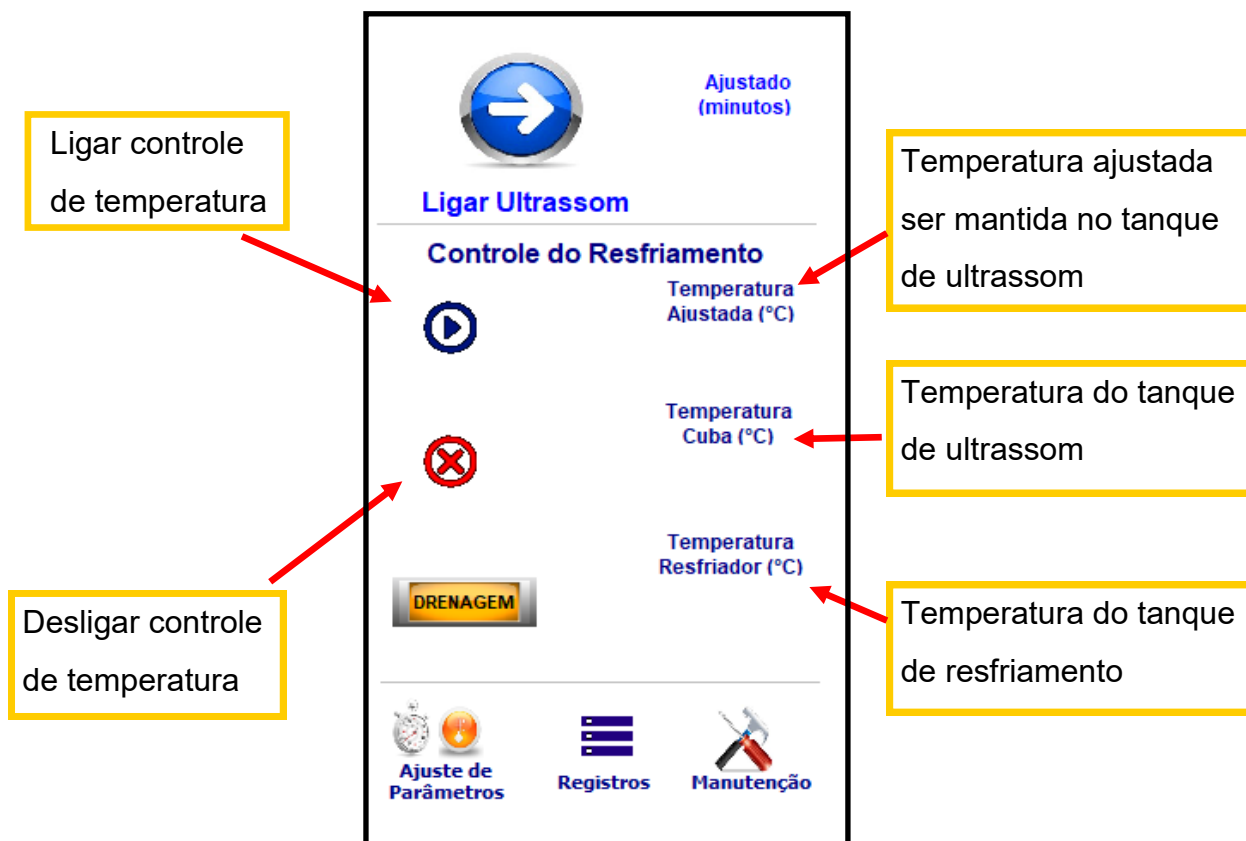 Ajustado
(minutos)
Ligar Ultrassom
Ligar controle
de temperatura
Controle do Resfriamento
Temperatura
Ajustada (°C)
Temperatura ajustada
ser mantida no tanque
de ultrassom
Temperatura
Cuba (°C)
Temperatura do tanque
de ultrassom
Temperatura
Resfriador (°C)
DRENAGEM
Desligar controle
de temperatura
Temperatura do tanque
de resfriamento
Ajuste de
Parâmetros
Registros
Manutenção